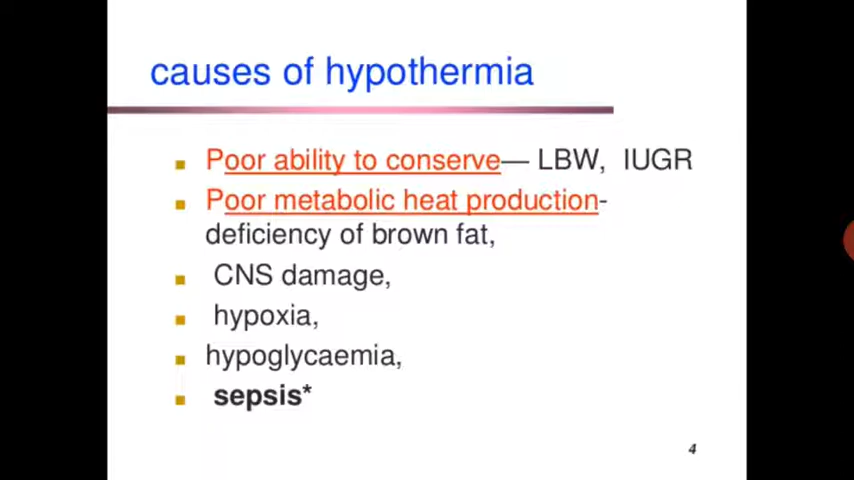 causes of hypothermia
Poor ability to conserve— LBW, IUGR
Poor metabolic heat production-
deficiency of brown fat,
CNS damage,
hypoxia,
hypoglycaemia,
sepsis*
4